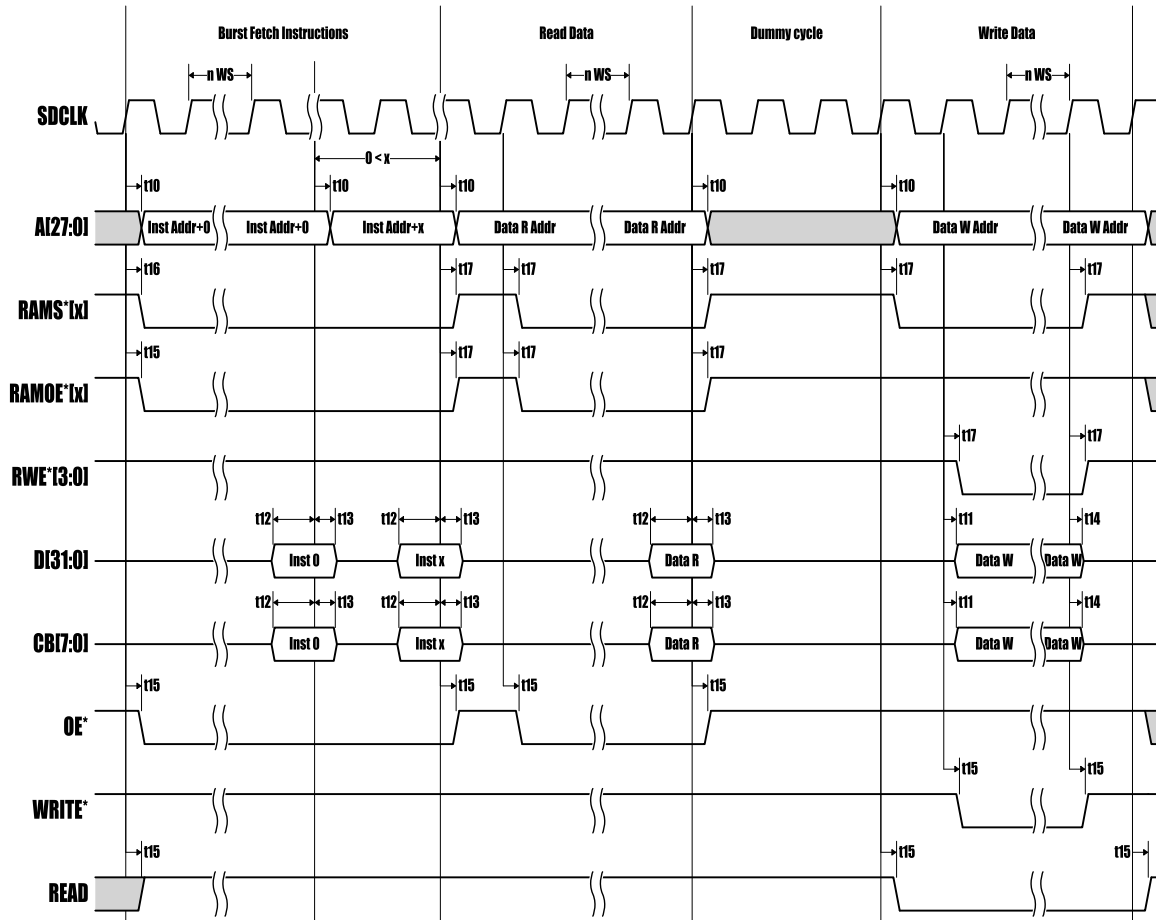 Burst Fetch Instructions Read Data Dummy cycle Write Data
n WS n WS n WS
SDCLK
0 < x
t10 t10 t10 t10 t10
A[27:0] Inst Addr+0 Inst Addr+0 Inst Addr+x Data R Addr Data R Addr Data W Addr Data W Addr
t16 t17 t17 t17 t17 t17
RAMS*[x]
t15 t17 t17 t17
RAMOE*[x]
t17 t17
RWE*[3:0]
t12 t13 t12 t13 t12 t13 t11 t14
D[31:0] Inst 0 Inst x Data R Data W Data W
t12 t13 t12 t13 t12 t13 t11 t14
CB[7:0] Inst 0 Inst x Data R Data W Data W
t15 t15 t15 t15
OE*
t15 t15
WRITE*
t15 t15 t15
READ